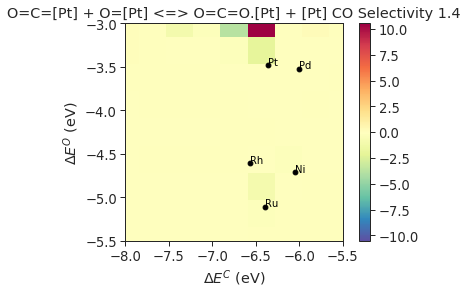 O=C=[Pt] + O=[Pt] <=> O=C=O.[Pt] + [Pt] CO Selectivity 1.4
−3.0
−3.5
−4.0
−4.5
−5.0
−5.5
ΔE^O (eV)
Pt
Pd
Rh
Ni
Ru
−8.0 −7.5 −7.0 −6.5 −6.0 −5.5
ΔE^C (eV)
10.0
7.5
5.0
2.5
0.0
−2.5
−5.0
−7.5
−10.0